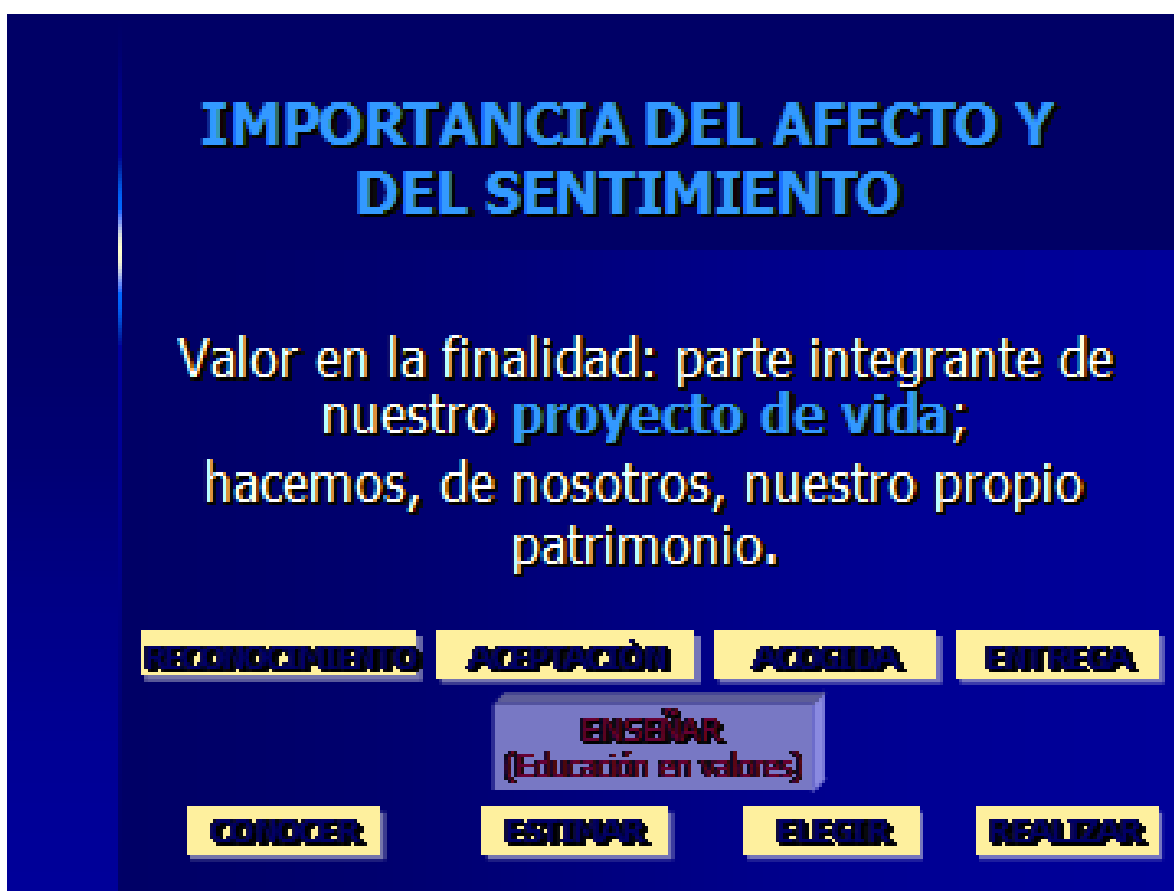 IMPORTANCIA DEL AFECTO Y
DEL SENTIMIENTO
Valor en la finalidad: parte integrante de
nuestro proyecto de vida;
hacemos, de nosotros, nuestro propio
patrimonio.
RECONOCIMIENTO ACEPTACIÒN ACOGIDA ENTREGA
ENSEÑAR
(Educación en valores)
CONOCER ESTIMAR ELEGIR REALIZAR